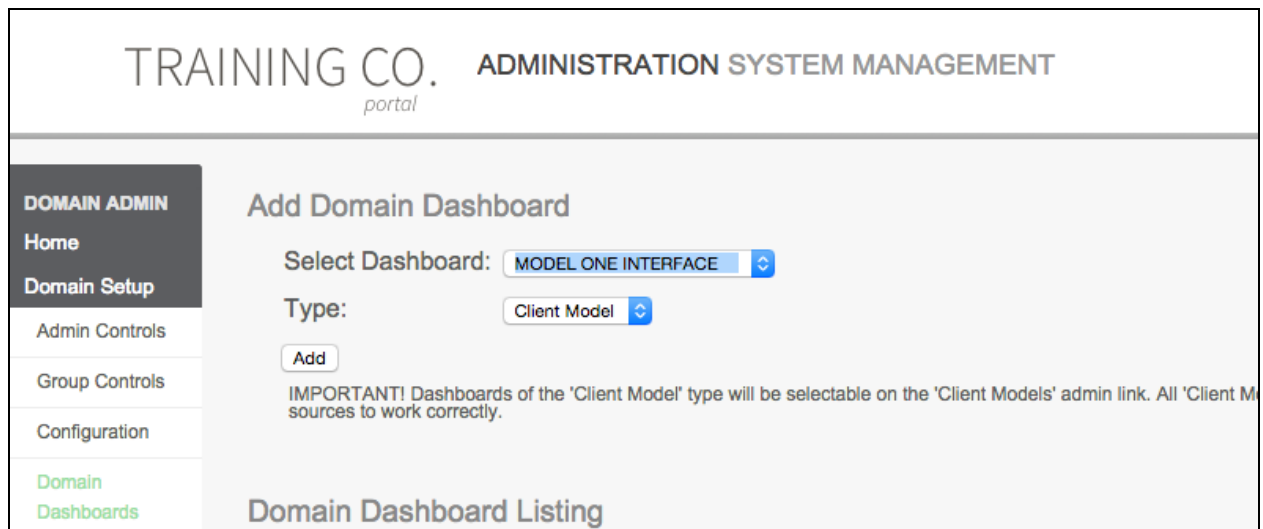 TRAINING CO.
portal
ADMINISTRATION SYSTEM MANAGEMENT
DOMAIN ADMIN
Home
Domain Setup
Admin Controls
Group Controls
Configuration
Domain
Dashboards
Add Domain Dashboard
Select Dashboard: MODEL ONE INTERFACE
Type: Client Model
Add
IMPORTANT! Dashboards of the 'Client Model' type will be selectable on the 'Client Models' admin link. All 'Client
sources to work correctly.
Domain Dashboard Listing